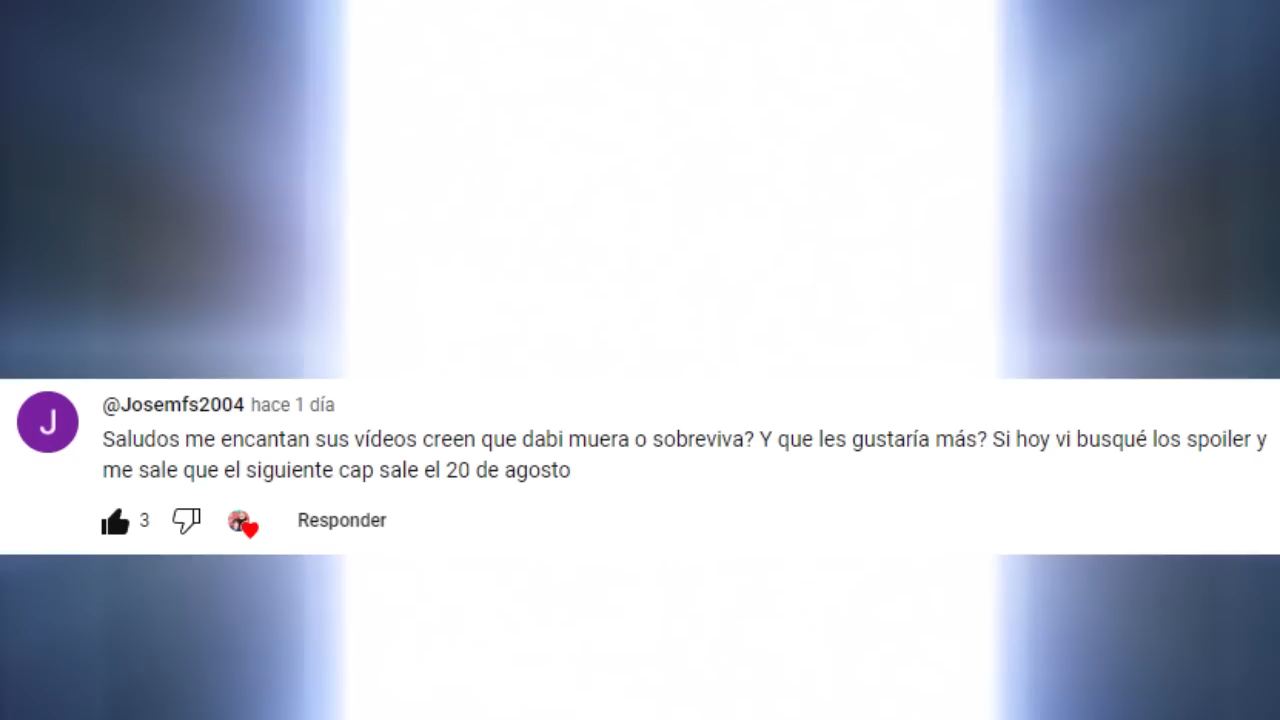 J
@Josemfs2004 hace 1 día
Saludos me encantan sus vídeos creen que dabi muera o sobreviva? Y que les gustaría más? Si hoy vi busqué los spoiler y
me sale que el siguiente cap sale el 20 de agosto
3 Responder